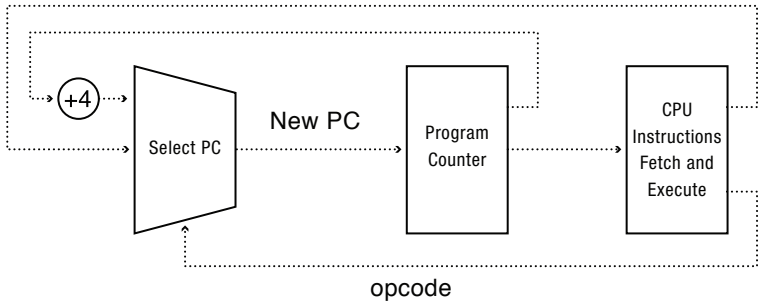 +4
Select PC
New PC
Program
Counter
CPU
Instructions
Fetch and
Execute
opcode